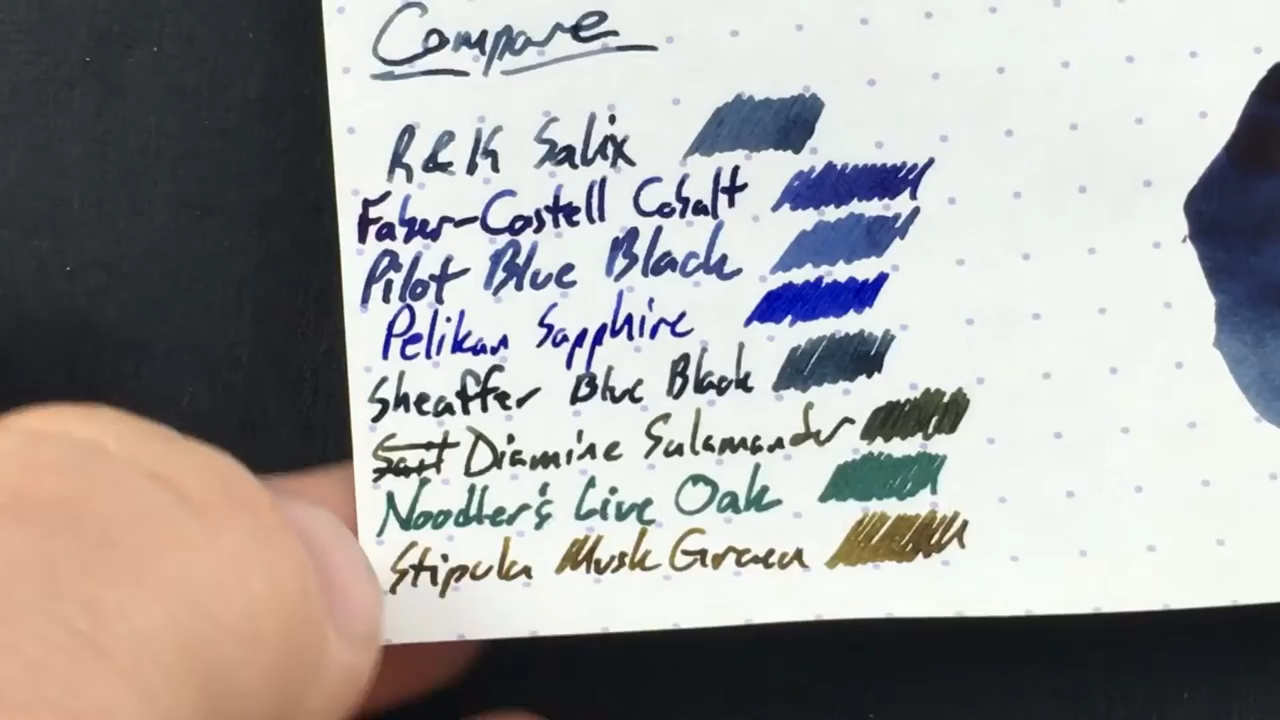 Compare
R & K Salix
Faber-Castell Cobalt
Pilot Blue Black
Pelikan Sapphire
Sheaffer Blue Black
Diamine Salamander
Noodler's Live Oak
Stipula Musk Green